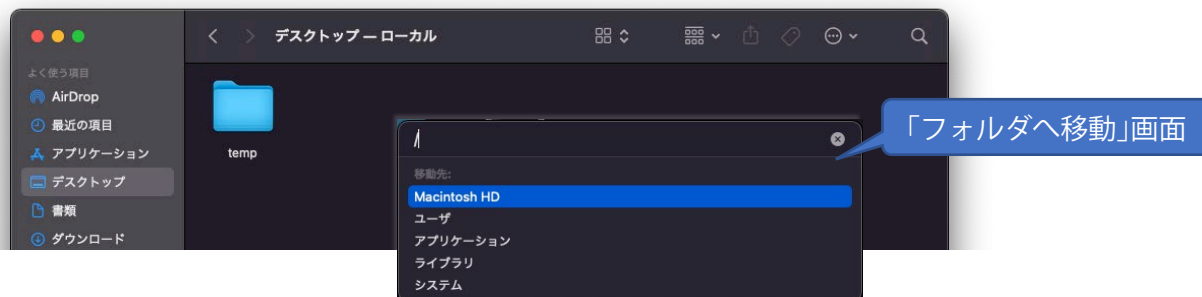 デスクトップ — ローカル
よく使う項目
AirDrop
最近の項目
アプリケーション
デスクトップ
書類
ダウンロード
temp
/
移動先:
Macintosh HD
ユーザ
アプリケーション
ライブラリ
システム
「フォルダへ移動」画面